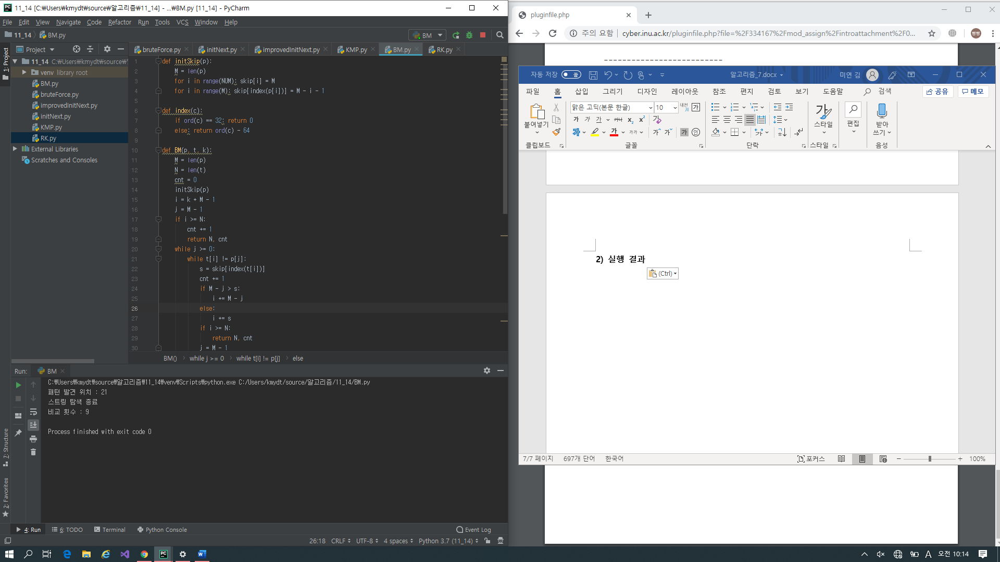 11_14 [C:₩Users₩kmydt₩source₩알고리즘₩11_14] - ...₩BM.py [11_14] - PyCharm
File Edit View Navigate Code Refactor Run Tools VCS Window Help
11_14 BM.py
BM
Project
bruteForce.py initNext.py improvedInitNext.py KMP.py BM.py RK.py
1: Project
11_14 C:₩Users₩kmydt₩source₩
venv library root
BM.py
bruteForce.py
improvedInitNext.py
initNext.py
KMP.py
RK.py
External Libraries
Scratches and Consoles
1 def initSkip(p):
2 M = len(p)
3 for i in range(NUM): skip[i] = M
4 for i in range(M): skip[index(p[i])] = M - i - 1
5
6 def index(c):
7 if ord(c) == 32: return 0
8 else: return ord(c) - 64
9
10 def BM(p, t, k):
11 M = len(p)
12 N = len(t)
13 cnt = 0
14 initSkip(p)
15 i = k + M - 1
16 j = M - 1
17 if i >= N:
18 cnt += 1
19 return N, cnt
20 while j >= 0:
21 while t[i] != p[j]:
22 s = skip[index(t[i])]
23 cnt += 1
24 if M - j > s:
25 i += M - j
26 else:
27 i += s
28 if i >= N:
29 return N, cnt
30 j = M - 1
BM() while j >= 0 while t[i] != p[j] else
Run: BM
C:₩Users₩kmydt₩source₩알고리즘₩11_14₩venv₩Scripts₩python.exe C:/Users/kmydt/source/알고리즘/11_14/BM.py
패턴 발견 위치 : 21
스트링 탐색 종료
비교 횟수 : 9
Process finished with exit code 0
7: Structure
2: Favorites
4: Run 6: TODO Terminal Python Console Event Log
26:18 CRLF UTF-8 4 spaces Python 3.7 (11_14)
pluginfile.php
주의 요함 cyber.inu.ac.kr/pluginfile.php?file=%2F334167%2Fmod_assign%2Fintroattachment%2F0...
--------------------------
자동 저장 끔 알고리즘_7.docx 미연 김
파일 홈 삽입 그리기 디자인 레이아웃 참조 편지 검토 보기 도움말 검색 공유 메모
붙여넣기 맑은 고딕(본문 한글) 10 스타일 편집 받아쓰기
클립보드 글꼴 단락 스타일 음성
2) 실행 결과
(Ctrl)
7/7 페이지 697개 단어 한국어 포커스 100%
A 오전 10:14